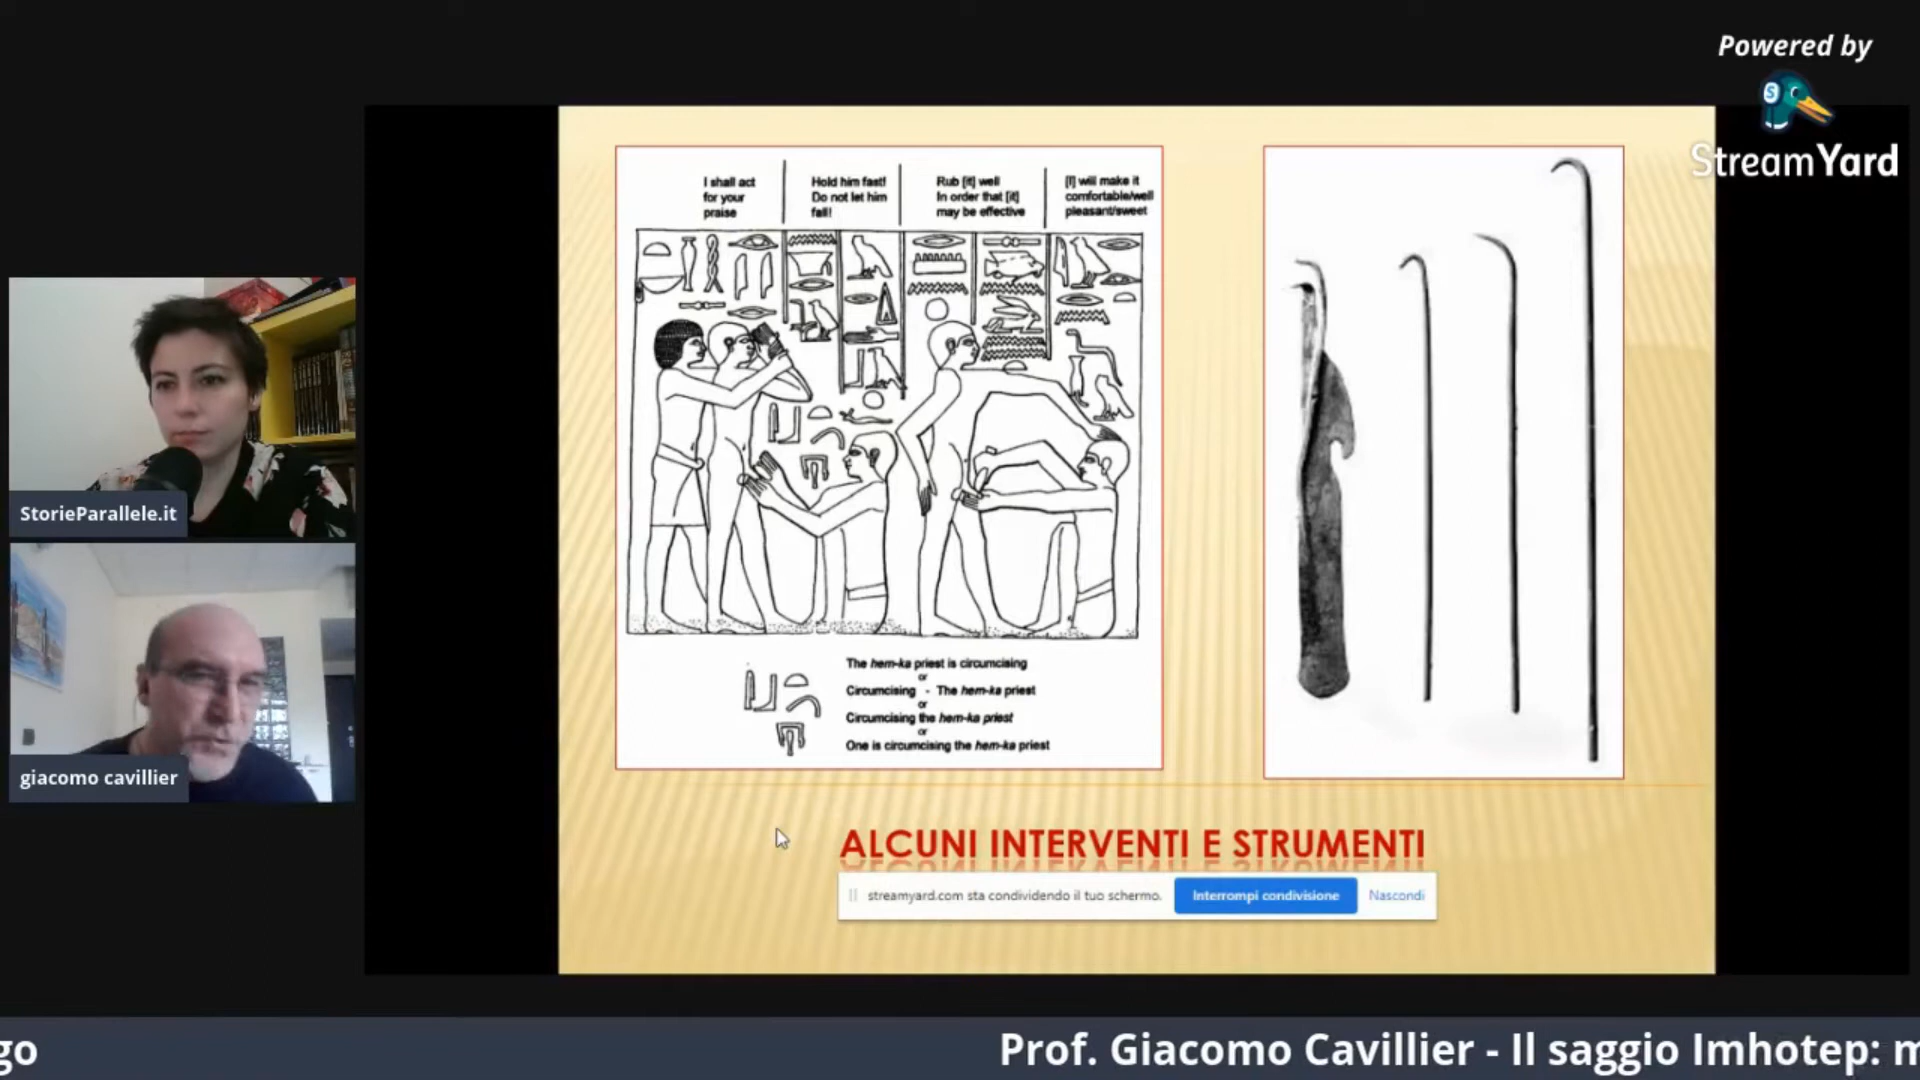 Powered by
StreamYard
I shall act
for your
praise
Hold him fast!
Do not let him
fall!
Rub [it] well
In order that [it]
may be effective
[I] will make it
comfortable/well
pleasant/sweet
StorieParallele.it
giacomo cavillier
The hem-ka priest is circumcising
or
Circumcising - The hem-ka priest
or
Circumcising the hem-ka priest
or
One is circumcising the hem-ka priest
ALCUNI INTERVENTI E STRUMENTI
streamyard.com sta condividendo il tuo schermo.
Interrompi condivisione
Nascondi
go Prof. Giacomo Cavillier - Il saggio Imhotep: m